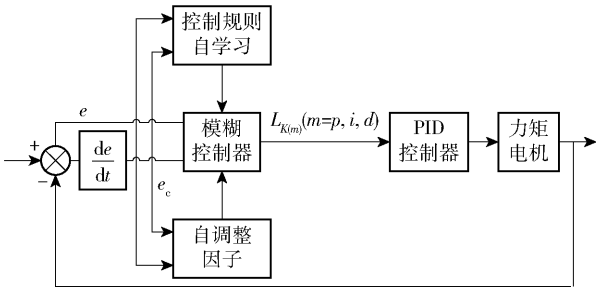 控制规则
自学习
e
+
−
de
dt
模糊
控制器
L_{K(m)}(m=p, i, d)
PID
控制器
力矩
电机
e_c
自调整
因子